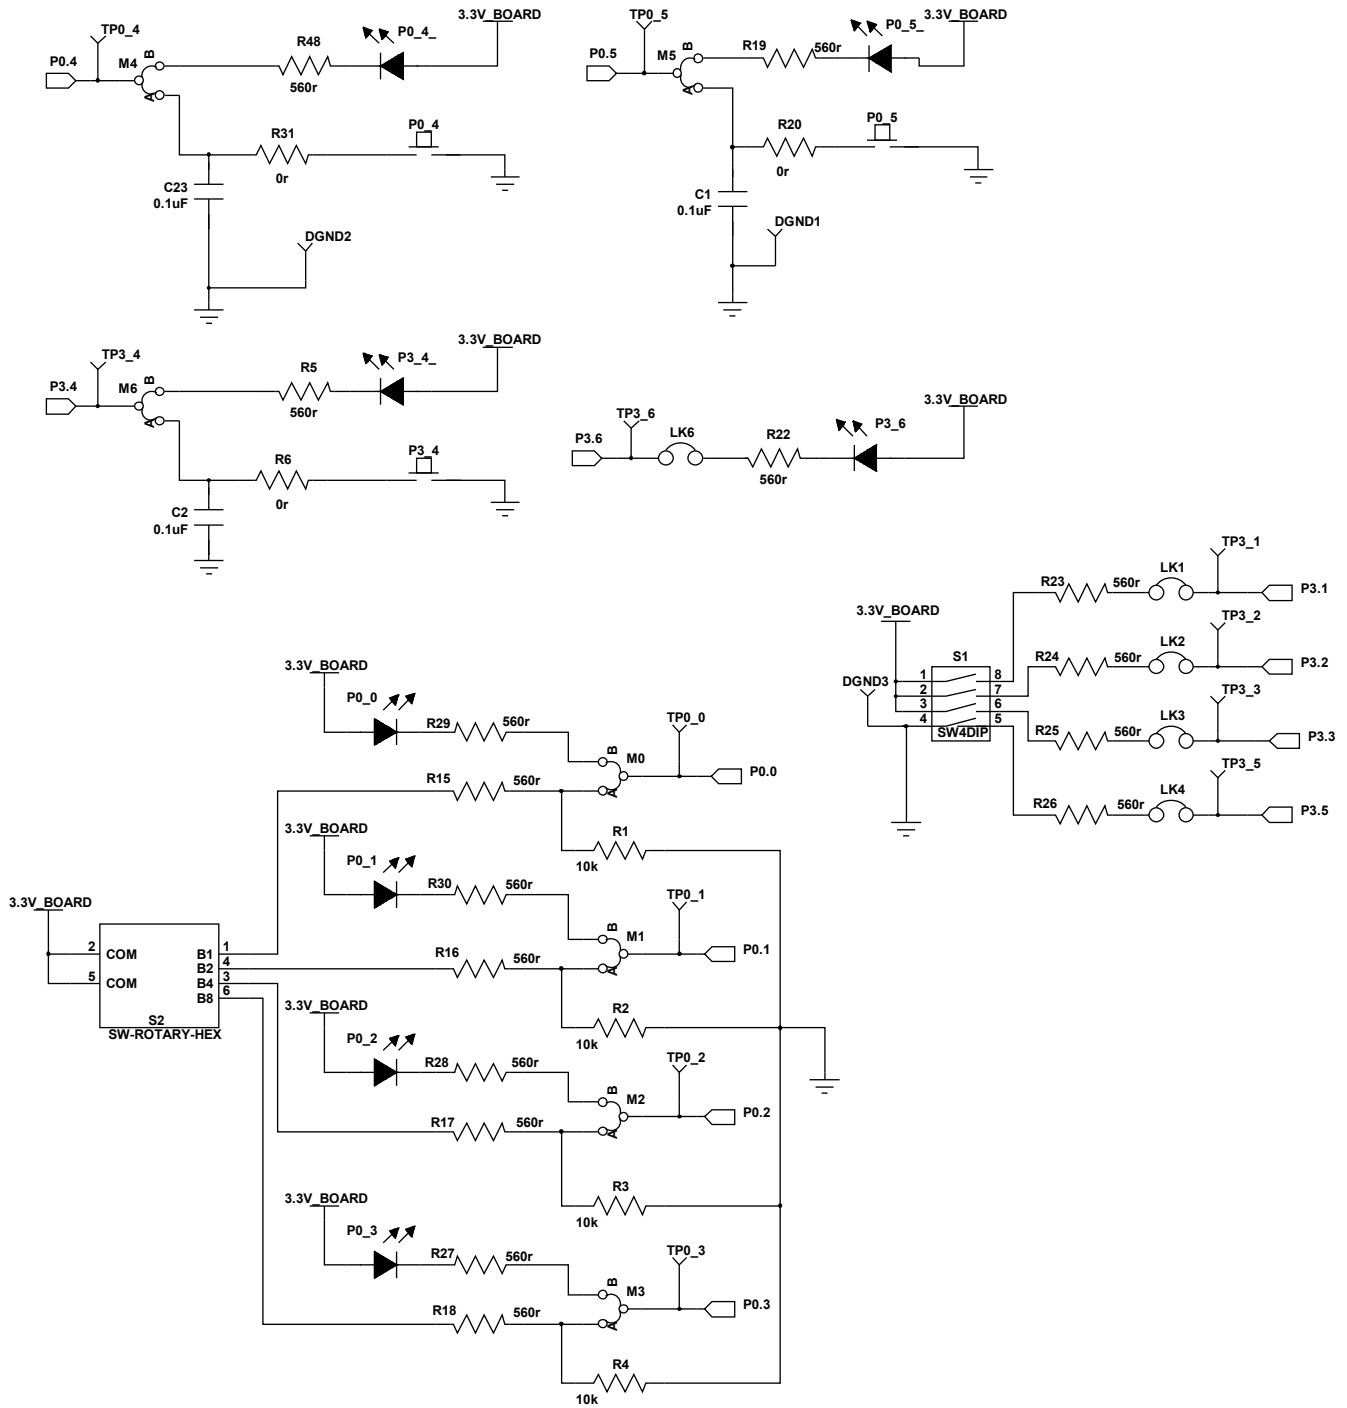 3.3V_BOARD
TP0_4
R48
P0_4_
P0.4
M4
B
A
560r
R31
P0_4
0r
C23
0.1uF
DGND2
TP0_5
3.3V_BOARD
P0.5
M5
B
A
R19
560r
P0_5_
R20
P0_5
0r
C1
0.1uF
DGND1
3.3V_BOARD
TP3_4
R5
P3_4_
P3.4
M6
B
A
560r
R6
P3_4
0r
C2
0.1uF
3.3V_BOARD
TP3_6
P3.6
LK6
R22
P3_6
560r
TP3_1
R23
560r
LK1
P3.1
3.3V_BOARD
TP3_2
S1
R24
560r
LK2
P3.2
DGND3
1
2
3
4
8
7
6
5
SW4DIP
TP3_3
R25
560r
LK3
P3.3
TP3_5
R26
560r
LK4
P3.5
3.3V_BOARD
P0_0
R29
560r
TP0_0
B
M0
A
P0.0
R15
560r
R1
10k
3.3V_BOARD
P0_1
R30
560r
TP0_1
B
M1
A
P0.1
R16
560r
R2
10k
3.3V_BOARD
2
COM
5
COM
B1
1
B2
4
B4
3
B8
6
S2
SW-ROTARY-HEX
3.3V_BOARD
P0_2
R28
560r
TP0_2
B
M2
A
P0.2
R17
560r
R3
10k
3.3V_BOARD
P0_3
R27
560r
TP0_3
B
M3
A
P0.3
R18
560r
R4
10k